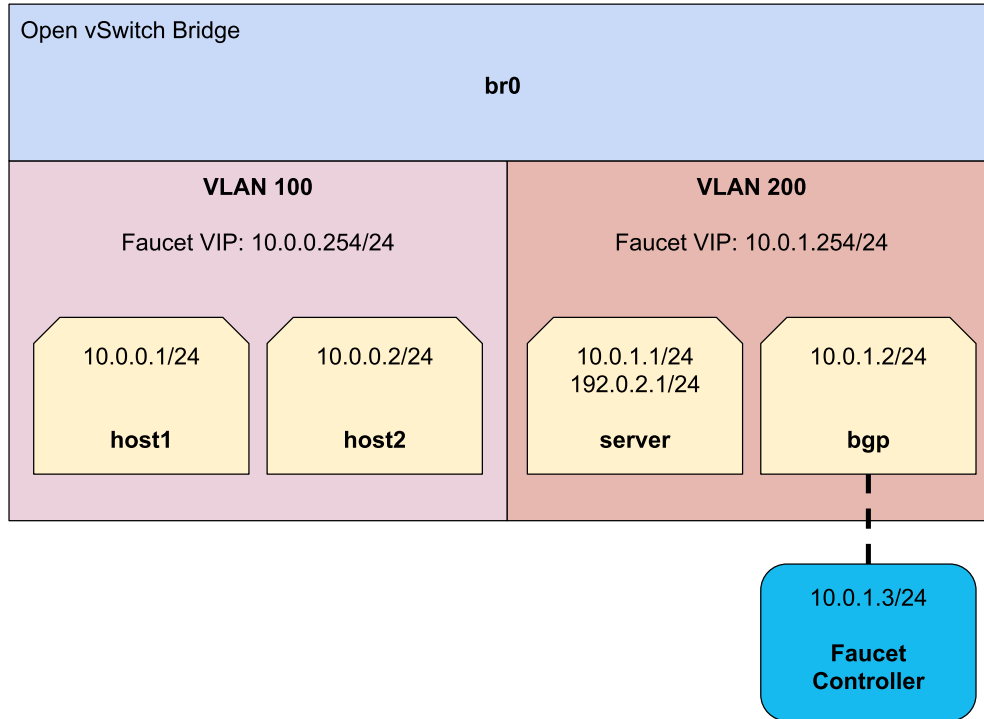 Open vSwitch Bridge
br0
VLAN 100
Faucet VIP: 10.0.0.254/24
10.0.0.1/24
host1
10.0.0.2/24
host2
VLAN 200
Faucet VIP: 10.0.1.254/24
10.0.1.1/24
192.0.2.1/24
server
10.0.1.2/24
bgp
10.0.1.3/24
Faucet
Controller